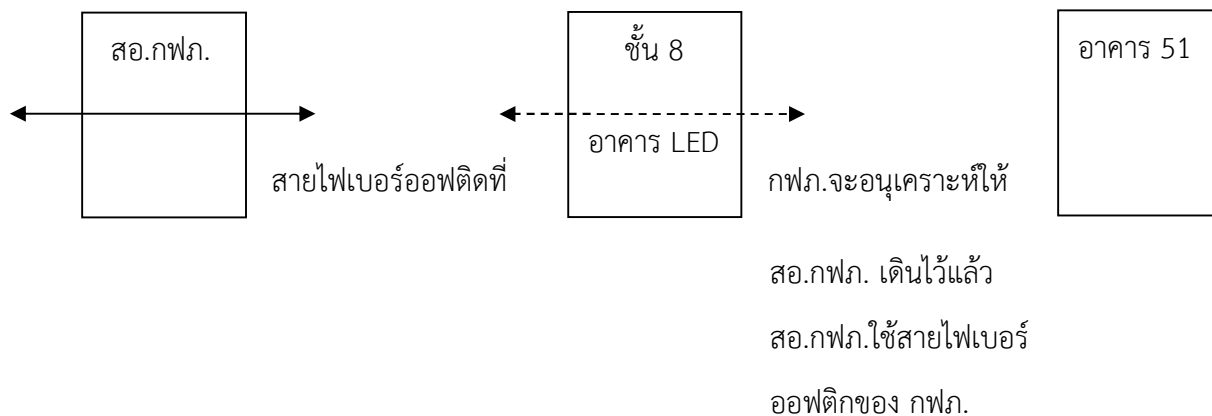 สอ.กฟภ.
ชั้น 8
อาคาร 51
อาคาร LED
สายไฟเบอร์ออฟติดที่
กฟภ.จะอนุเคราะห์ให้
สอ.กฟภ. เดินไว้แล้ว
สอ.กฟภ.ใช้สายไฟเบอร์
ออฟติกของ กฟภ.